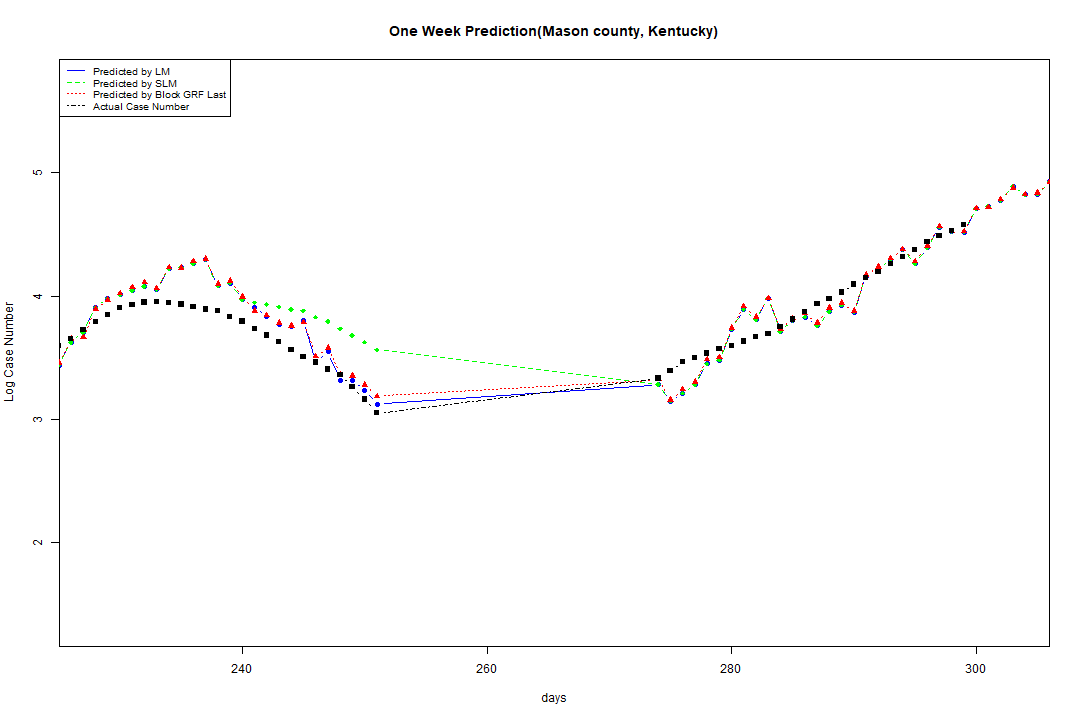 One Week Prediction(Mason county, Kentucky)
Predicted by LM
Predicted by SLM
Predicted by Block GRF Last
Actual Case Number
5
4
3
2
Log Case Number
240 260 280 300
days